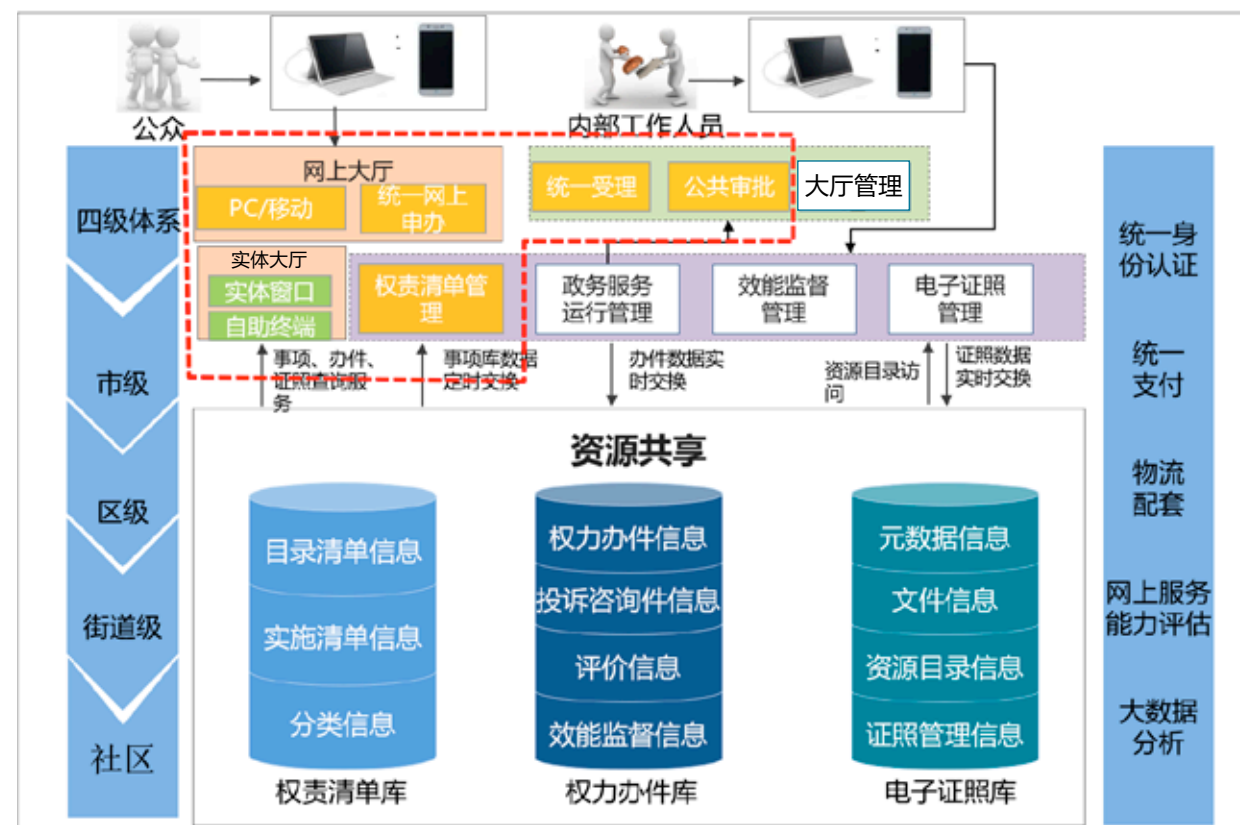 :
:
公众
内部工作人员
四级体系
市级
区级
街道级
社区
网上大厅
PC/移动
统一网上
申办
统一受理
公共审批
大厅管理
实体大厅
实体窗口
自助终端
权责清单管
理
政务服务
运行管理
效能监督
管理
电子证照
管理
事项、办件、
证照查询服
务
事项库数据
定时交换
办件数据实
时交换
资源目录访
问
证照数据
实时交换
资源共享
目录清单信息
实施清单信息
分类信息
权责清单库
权力办件信息
投诉咨询件信息
评价信息
效能监督信息
权力办件库
元数据信息
文件信息
资源目录信息
证照管理信息
电子证照库
统一身
份认证
统一
支付
物流
配套
网上服务
能力评估
大数据
分析